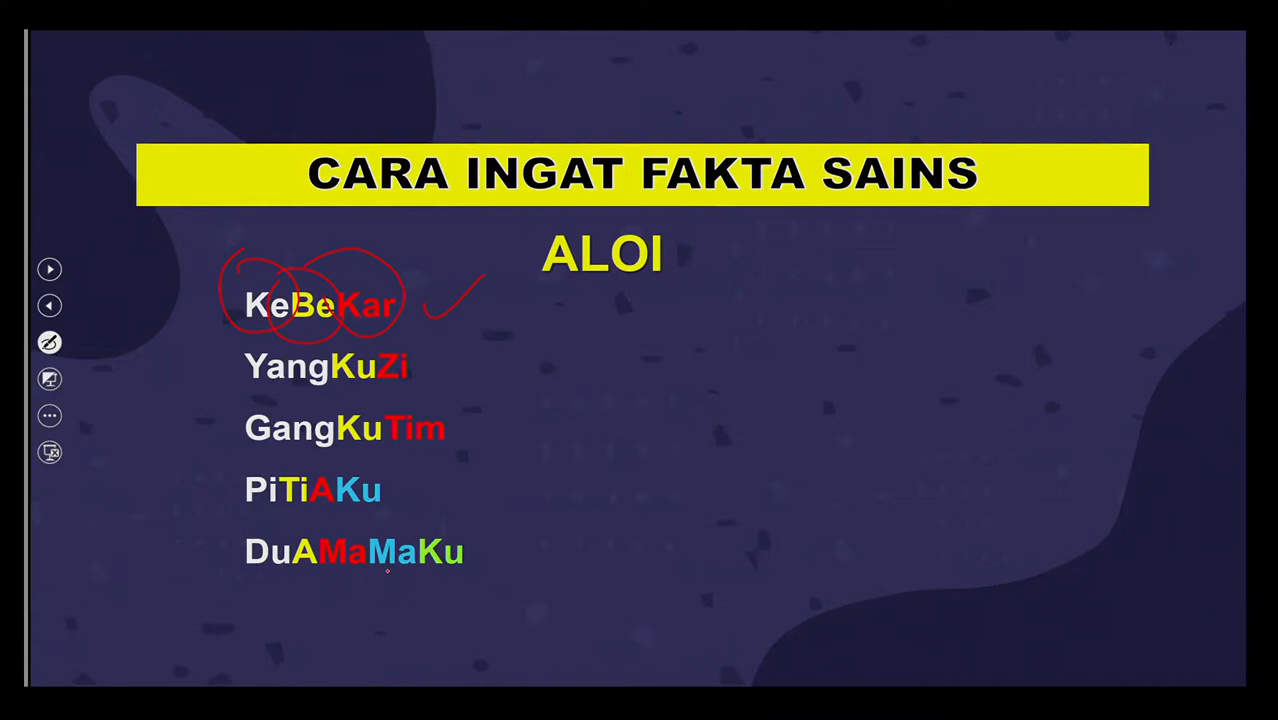 CARA INGAT FAKTA SAINS
ALOI
KeBeKar
YangKuZi
GangKuTim
PiTiAKu
DuAMaMaKu